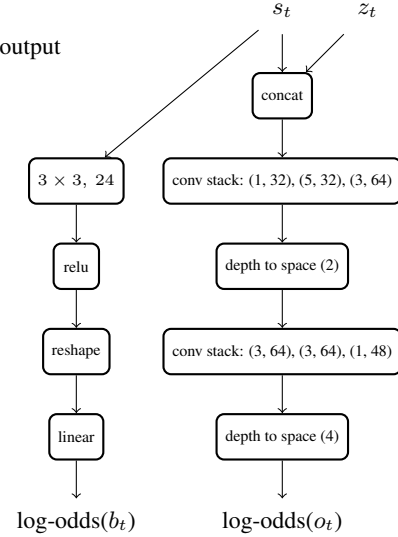 s_t z_t
output
concat
3 × 3, 24
conv stack: (1, 32), (5, 32), (3, 64)
relu
depth to space (2)
reshape
conv stack: (3, 64), (3, 64), (1, 48)
linear
depth to space (4)
log-odds(b_t)
log-odds(o_t)